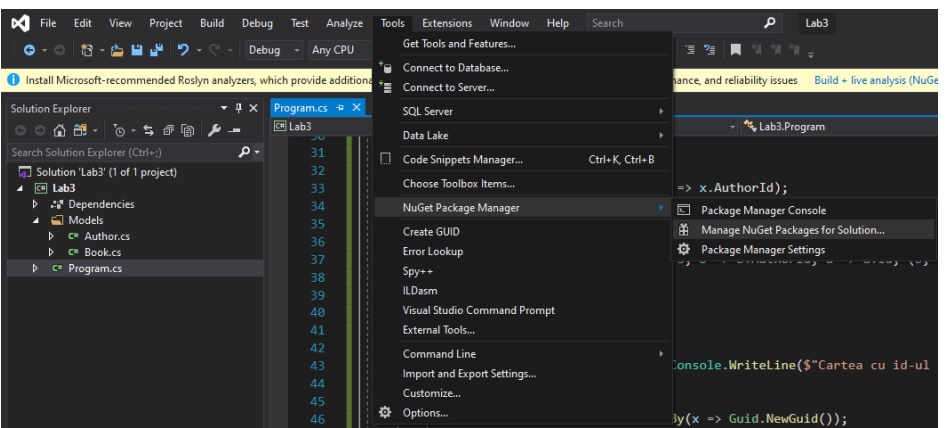 File Edit View Project Build Debug Test Analyze Tools Extensions Window Help Search Lab3
Debug Any CPU
Install Microsoft-recommended Roslyn analyzers, which provide additiona
nance, and reliability issues Build + live analysis (NuGe
Solution Explorer
Search Solution Explorer (Ctrl+;)
Solution 'Lab3' (1 of 1 project)
C# Lab3
Dependencies
Models
C# Author.cs
C# Book.cs
C# Program.cs
Program.cs
C# Lab3
Lab3.Program
31
32
33
34
35
36
37
38
39
40
41
42
43
44
45
46
Get Tools and Features...
Connect to Database...
Connect to Server...
SQL Server
Data Lake
Code Snippets Manager... Ctrl+K, Ctrl+B
Choose Toolbox Items...
NuGet Package Manager
Create GUID
Error Lookup
Spy++
ILDasm
Visual Studio Command Prompt
External Tools...
Command Line
Import and Export Settings...
Customize...
Options...
Package Manager Console
Manage NuGet Packages for Solution...
Package Manager Settings
=> x.AuthorId);
Console.WriteLine($"Cartea cu id-ul
By(x => Guid.NewGuid());